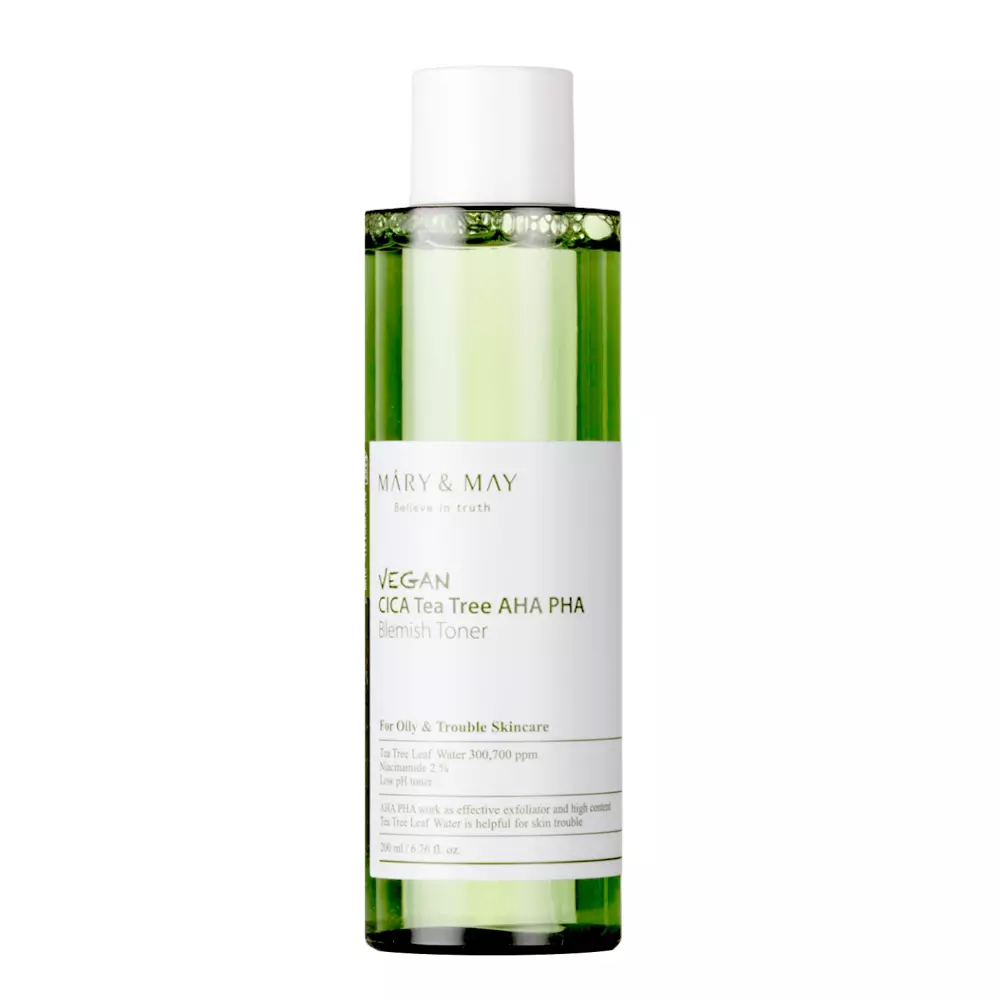 MÁRY & MAY
Believe in truth
VEGAN
CICA Tea Tree AHA PHA
Blemish Toner
For Oily & Trouble Skincare
Tea Tree Leaf Water 300,700 ppm
Niacinamide 2 %
Low pH toner
AHA PHA work as effective exfoliator and high content
Tea Tree Leaf Water is helpful for skin trouble
200 ml / 6.76 fl. oz.